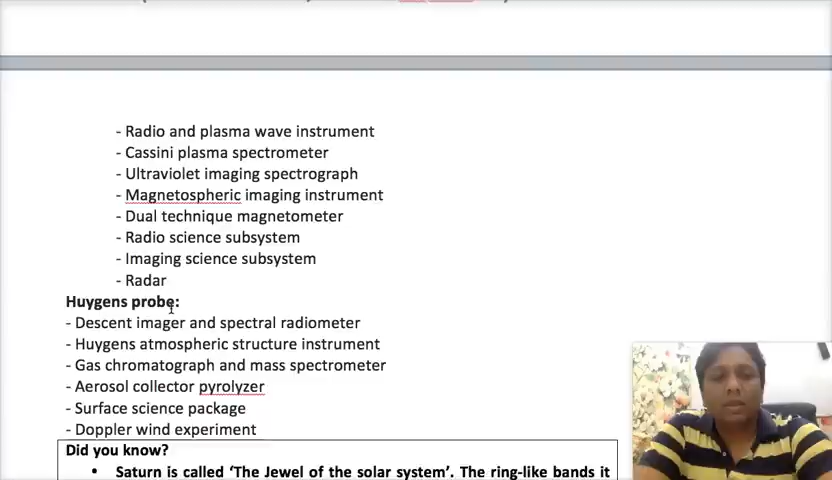 - Radio and plasma wave instrument
- Cassini plasma spectrometer
- Ultraviolet imaging spectrograph
- Magnetospheric imaging instrument
- Dual technique magnetometer
- Radio science subsystem
- Imaging science subsystem
- Radar
Huygens probe:
- Descent imager and spectral radiometer
- Huygens atmospheric structure instrument
- Gas chromatograph and mass spectrometer
- Aerosol collector pyrolyzer
- Surface science package
- Doppler wind experiment
Did you know?
• Saturn is called ‘The Jewel of the solar system’. The ring-like bands it